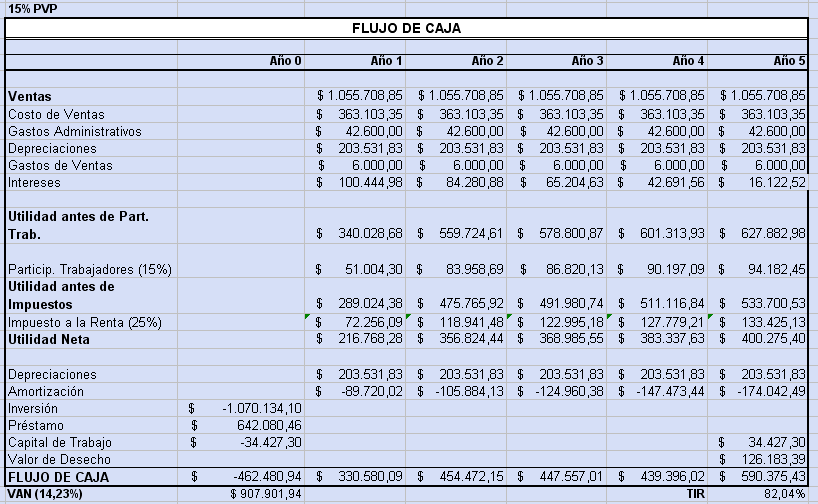 15% PVP
FLUJO DE CAJA
Año 0 Año 1 Año 2 Año 3 Año 4 Año 5
Ventas $ 1.055.708,85 $ 1.055.708,85 $ 1.055.708,85 $ 1.055.708,85 $ 1.055.708,85
Costo de Ventas $ 363.103,35 $ 363.103,35 $ 363.103,35 $ 363.103,35 $ 363.103,35
Gastos Administrativos $ 42.600,00 $ 42.600,00 $ 42.600,00 $ 42.600,00 $ 42.600,00
Depreciaciones $ 203.531,83 $ 203.531,83 $ 203.531,83 $ 203.531,83 $ 203.531,83
Gastos de Ventas $ 6.000,00 $ 6.000,00 $ 6.000,00 $ 6.000,00 $ 6.000,00
Intereses $ 100.444,98 $ 84.280,88 $ 65.204,63 $ 42.691,56 $ 16.122,52
Utilidad antes de Part.
Trab. $ 340.028,68 $ 559.724,61 $ 578.800,87 $ 601.313,93 $ 627.882,98
Particip. Trabajadores (15%) $ 51.004,30 $ 83.958,69 $ 86.820,13 $ 90.197,09 $ 94.182,45
Utilidad antes de
Impuestos $ 289.024,38 $ 475.765,92 $ 491.980,74 $ 511.116,84 $ 533.700,53
Impuesto a la Renta (25%) $ 72.256,09 $ 118.941,48 $ 122.995,18 $ 127.779,21 $ 133.425,13
Utilidad Neta $ 216.768,28 $ 356.824,44 $ 368.985,55 $ 383.337,63 $ 400.275,40
Depreciaciones $ 203.531,83 $ 203.531,83 $ 203.531,83 $ 203.531,83 $ 203.531,83
Amortización $ -89.720,02 $ -105.884,13 $ -124.960,38 $ -147.473,44 $ -174.042,49
Inversión $ -1.070.134,10
Préstamo $ 642.080,46
Capital de Trabajo $ -34.427,30 $ 34.427,30
Valor de Desecho $ 126.183,39
FLUJO DE CAJA $ -462.480,94 $ 330.580,09 $ 454.472,15 $ 447.557,01 $ 439.396,02 $ 590.375,43
VAN (14,23%) $ 907.901,94 TIR 82,04%